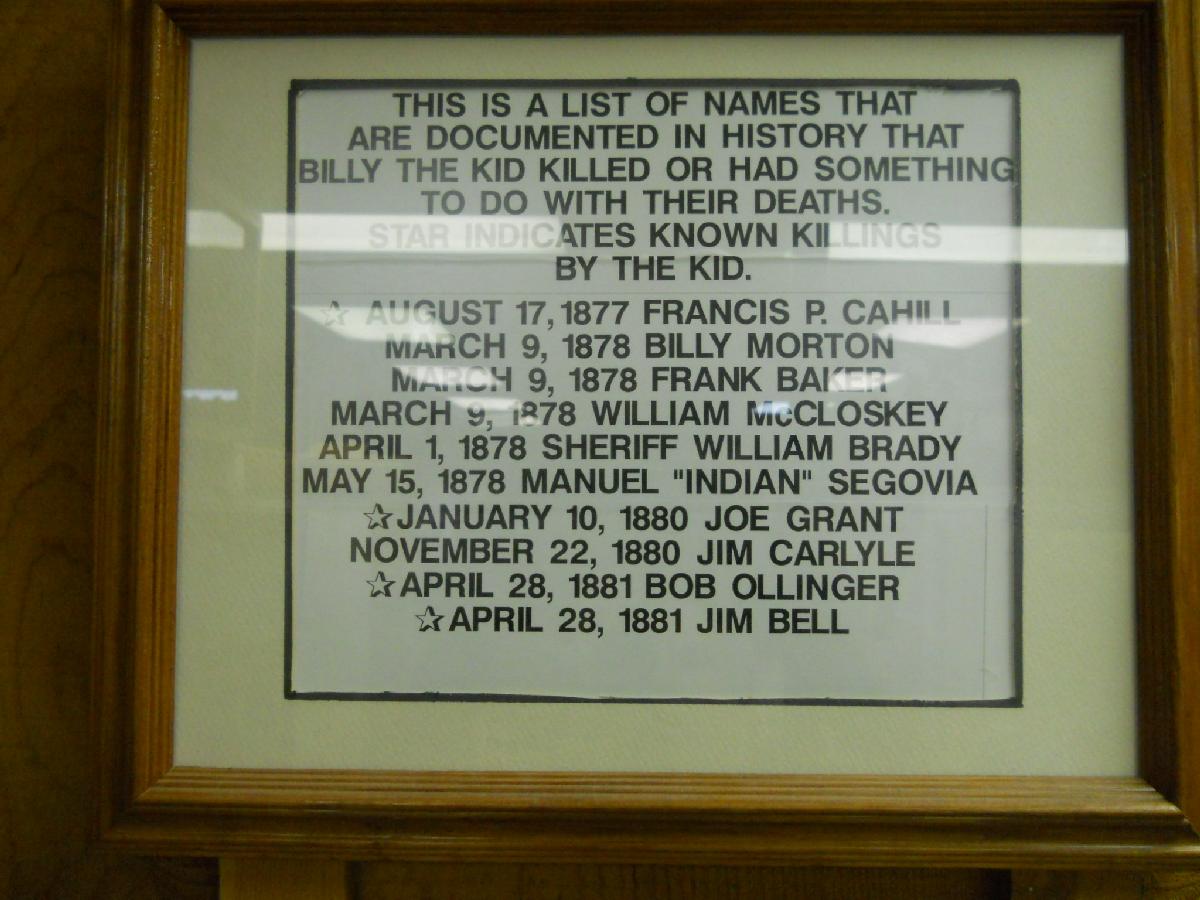 THIS IS A LIST OF NAMES THAT
ARE DOCUMENTED IN HISTORY THAT
BILLY THE KID KILLED OR HAD SOMETHING
TO DO WITH THEIR DEATHS.
STAR INDICATES KNOWN KILLINGS
BY THE KID.
☆ AUGUST 17, 1877 FRANCIS P. CAHILL
MARCH 9, 1878 BILLY MORTON
MARCH 9, 1878 FRANK BAKER
MARCH 9, 1878 WILLIAM McCLOSKEY
APRIL 1, 1878 SHERIFF WILLIAM BRADY
MAY 15, 1878 MANUEL "INDIAN" SEGOVIA
☆JANUARY 10, 1880 JOE GRANT
NOVEMBER 22, 1880 JIM CARLYLE
☆APRIL 28, 1881 BOB OLLINGER
☆APRIL 28, 1881 JIM BELL